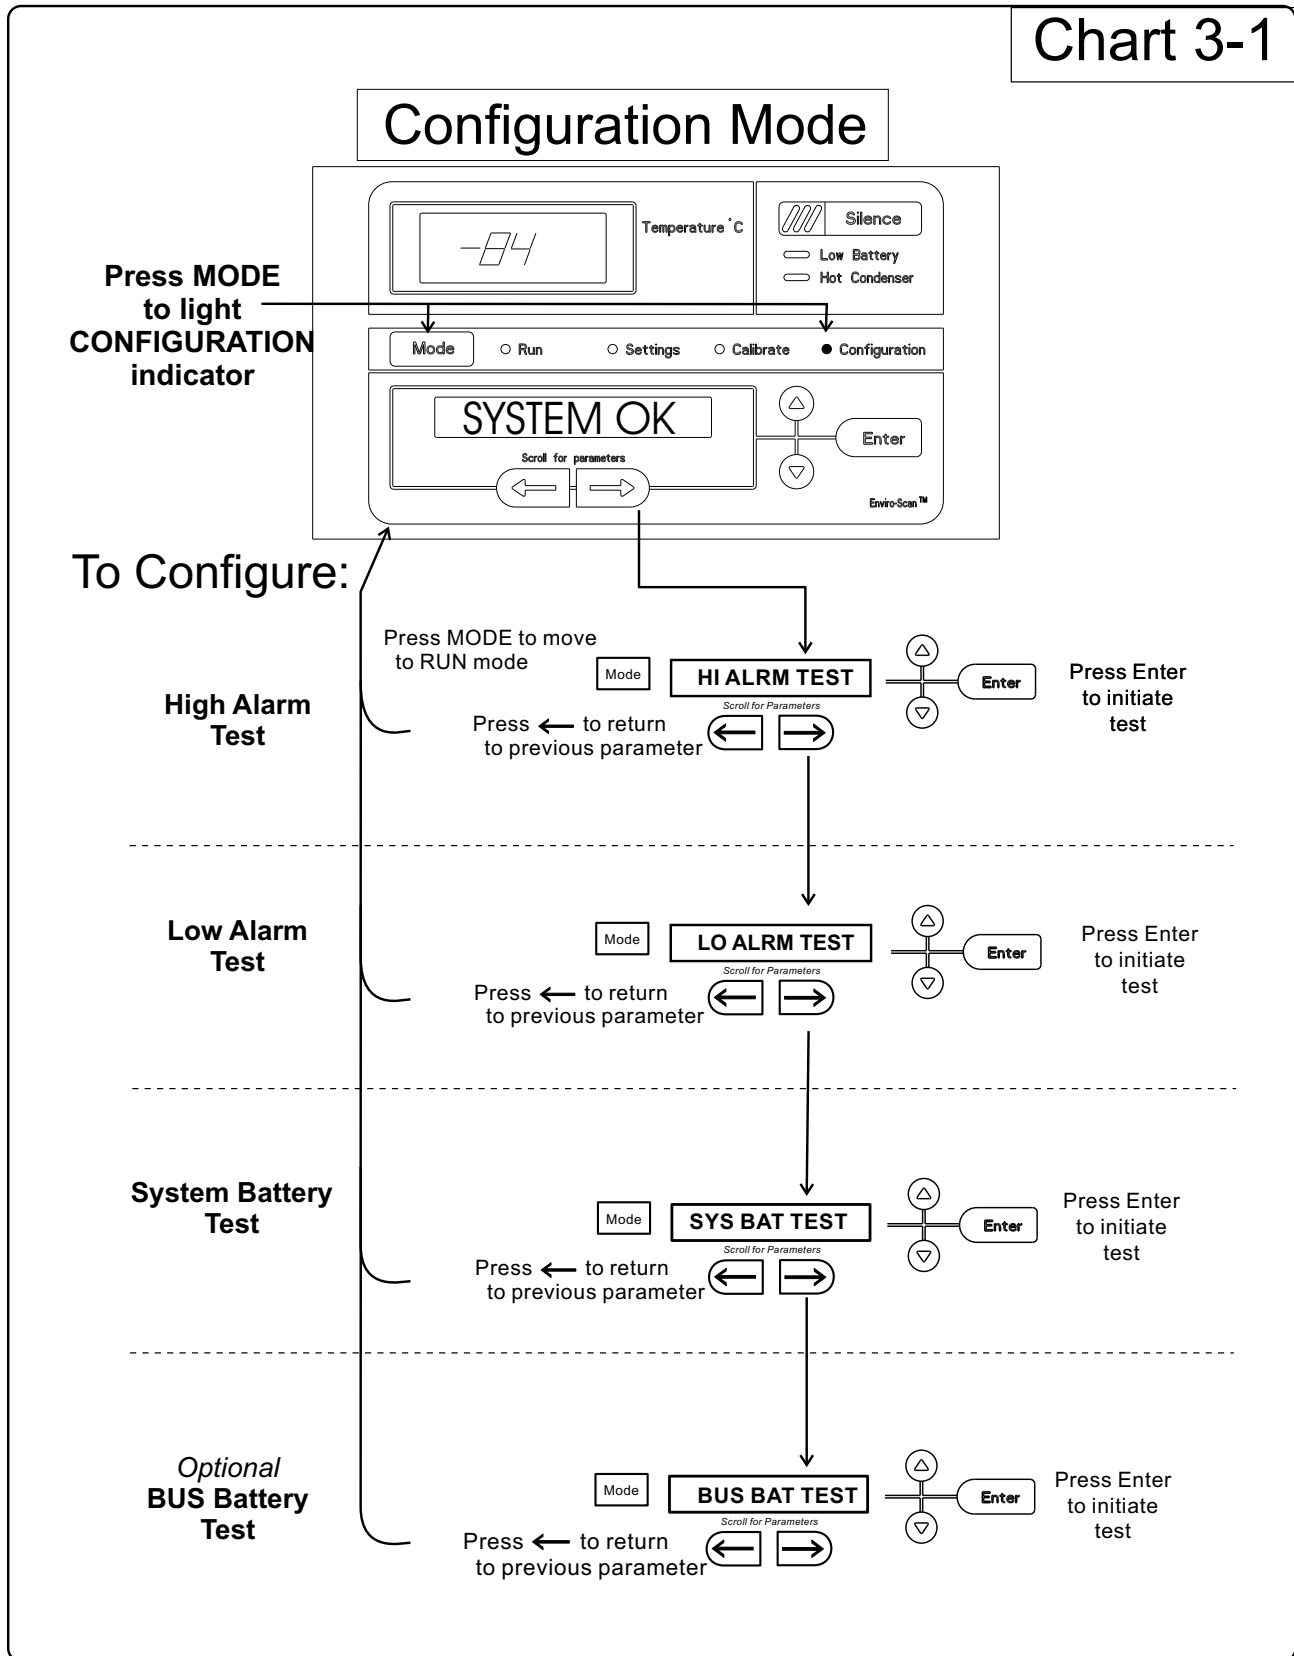 Chart 3-1
Configuration Mode
-84
Temperature °C
Silence
Low Battery
Hot Condenser
Press MODE
to light
CONFIGURATION
indicator
Mode
Run
Settings
Calibrate
Configuration
SYSTEM OK
Scroll for parameters
Enter
Enviro-Scan TM
To Configure:
Press MODE to move
to RUN mode
High Alarm
Test
Mode
HI ALRM TEST
Scroll for Parameters
Enter
Press Enter
to initiate
test
Press ← to return
to previous parameter
Low Alarm
Test
Mode
LO ALRM TEST
Scroll for Parameters
Enter
Press Enter
to initiate
test
Press ← to return
to previous parameter
System Battery
Test
Mode
SYS BAT TEST
Scroll for Parameters
Enter
Press Enter
to initiate
test
Press ← to return
to previous parameter
Optional
BUS Battery
Test
Mode
BUS BAT TEST
Scroll for Parameters
Enter
Press Enter
to initiate
test
Press ← to return
to previous parameter